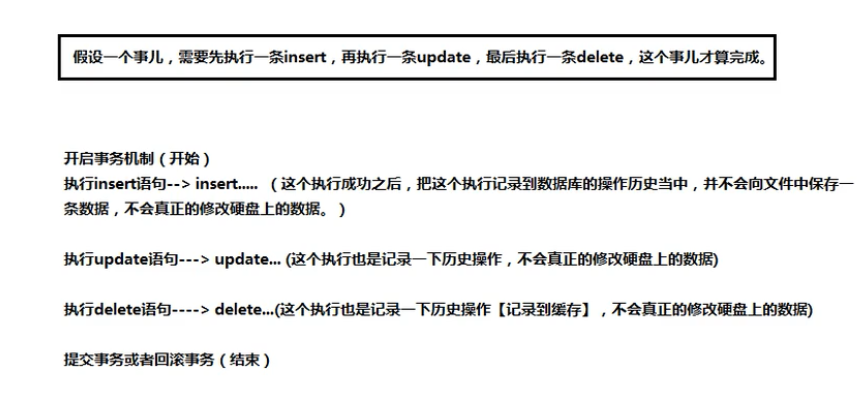 假设一个事儿，需要先执行一条insert，再执行一条update，最后执行一条delete，这个事儿才算完成。
开启事务机制（开始）
执行insert语句--> insert..... （这个执行成功之后，把这个执行记录到数据库的操作历史当中，并不会向文件中保存一
条数据，不会真正的修改硬盘上的数据。）
执行update语句---> update... (这个执行也是记录一下历史操作，不会真正的修改硬盘上的数据)
执行delete语句----> delete...(这个执行也是记录一下历史操作【记录到缓存】，不会真正的修改硬盘上的数据)
提交事务或者回滚事务（结束）